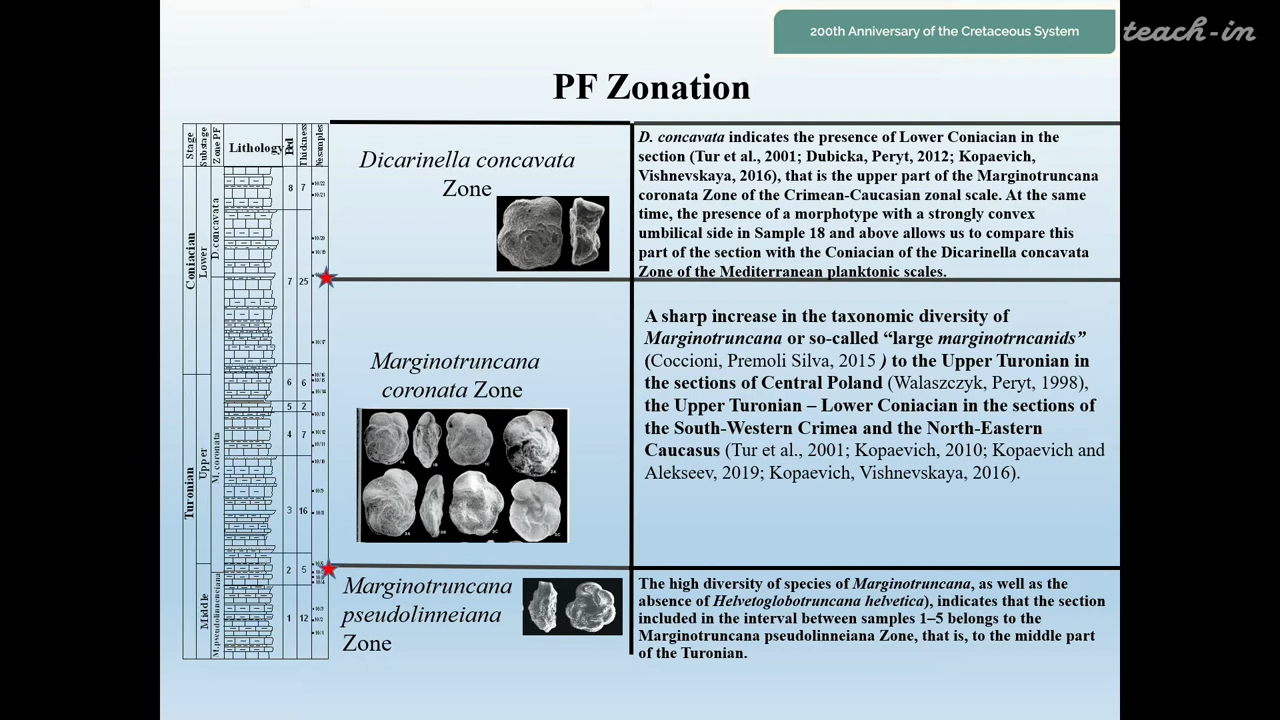 200th Anniversary of the Cretaceous System
teach-in
PF Zonation
Stage
Substage
Zone PF
Lithology
Bed
Thickness
№samples
Coniacian
Lower
D. concavata
Turonian
Upper
M. coronata
Middle
M.pseudolinneneiana
8 7
7 25
6 6
5 2
4 7
3 16
2 5
1 12
Dicarinella concavata
Zone
D. concavata indicates the presence of Lower Coniacian in the
section (Tur et al., 2001; Dubicka, Peryt, 2012; Kopaevich,
Vishnevskaya, 2016), that is the upper part of the Marginotruncana
coronata Zone of the Crimean-Caucasian zonal scale. At the same
time, the presence of a morphotype with a strongly convex
umbilical side in Sample 18 and above allows us to compare this
part of the section with the Coniacian of the Dicarinella concavata
Zone of the Mediterranean planktonic scales.
Marginotruncana
coronata Zone
A sharp increase in the taxonomic diversity of
Marginotruncana or so-called “large marginotrncanids”
(Coccioni, Premoli Silva, 2015 ) to the Upper Turonian in
the sections of Central Poland (Walaszczyk, Peryt, 1998),
the Upper Turonian – Lower Coniacian in the sections of
the South-Western Crimea and the North-Eastern
Caucasus (Tur et al., 2001; Kopaevich, 2010; Kopaevich and
Alekseev, 2019; Kopaevich, Vishnevskaya, 2016).
Marginotruncana
pseudolinneiana
Zone
The high diversity of species of Marginotruncana, as well as the
absence of Helvetoglobotruncana helvetica), indicates that the section
included in the interval between samples 1–5 belongs to the
Marginotruncana pseudolinneiana Zone, that is, to the middle part
of the Turonian.